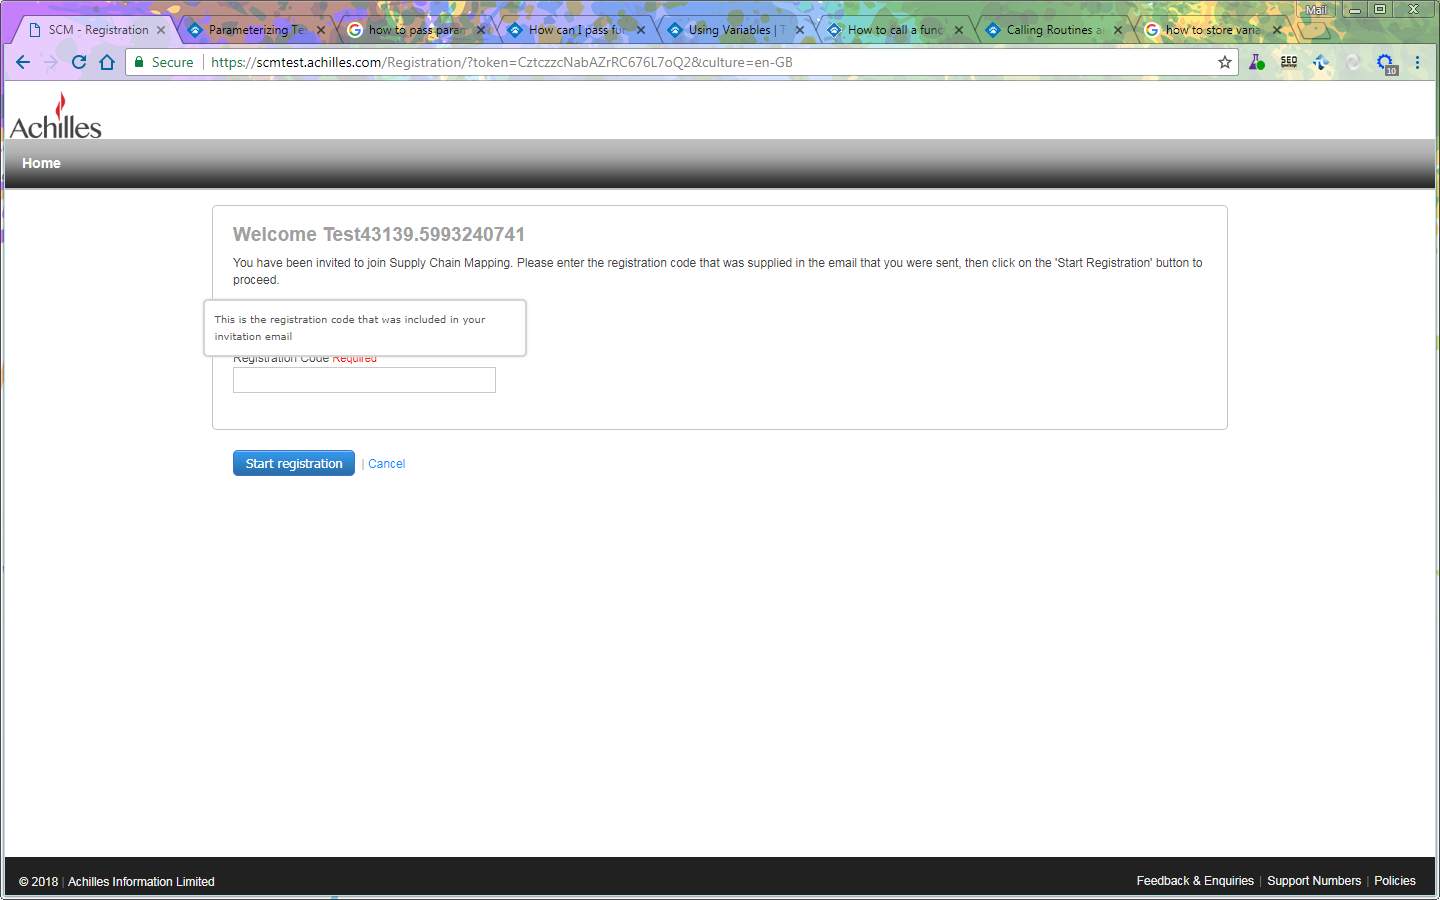 Mail
SCM - Registration
Parameterizing Te
how to pass param
How can I pass fun
Using Variables | T
How to call a func
Calling Routines a
how to store varia
Secure
https://scmtest.achilles.com/Registration/?token=CztczzcNabAZrRC676L7oQ2&culture=en-GB
SEO
10
Achilles
Home
Welcome Test43139.5993240741
You have been invited to join Supply Chain Mapping. Please enter the registration code that was supplied in the email that you were sent, then click on the 'Start Registration' button to
proceed.
This is the registration code that was included in your
invitation email
Registration Code Required
Start registration | Cancel
© 2018 | Achilles Information Limited
Feedback & Enquiries | Support Numbers | Policies